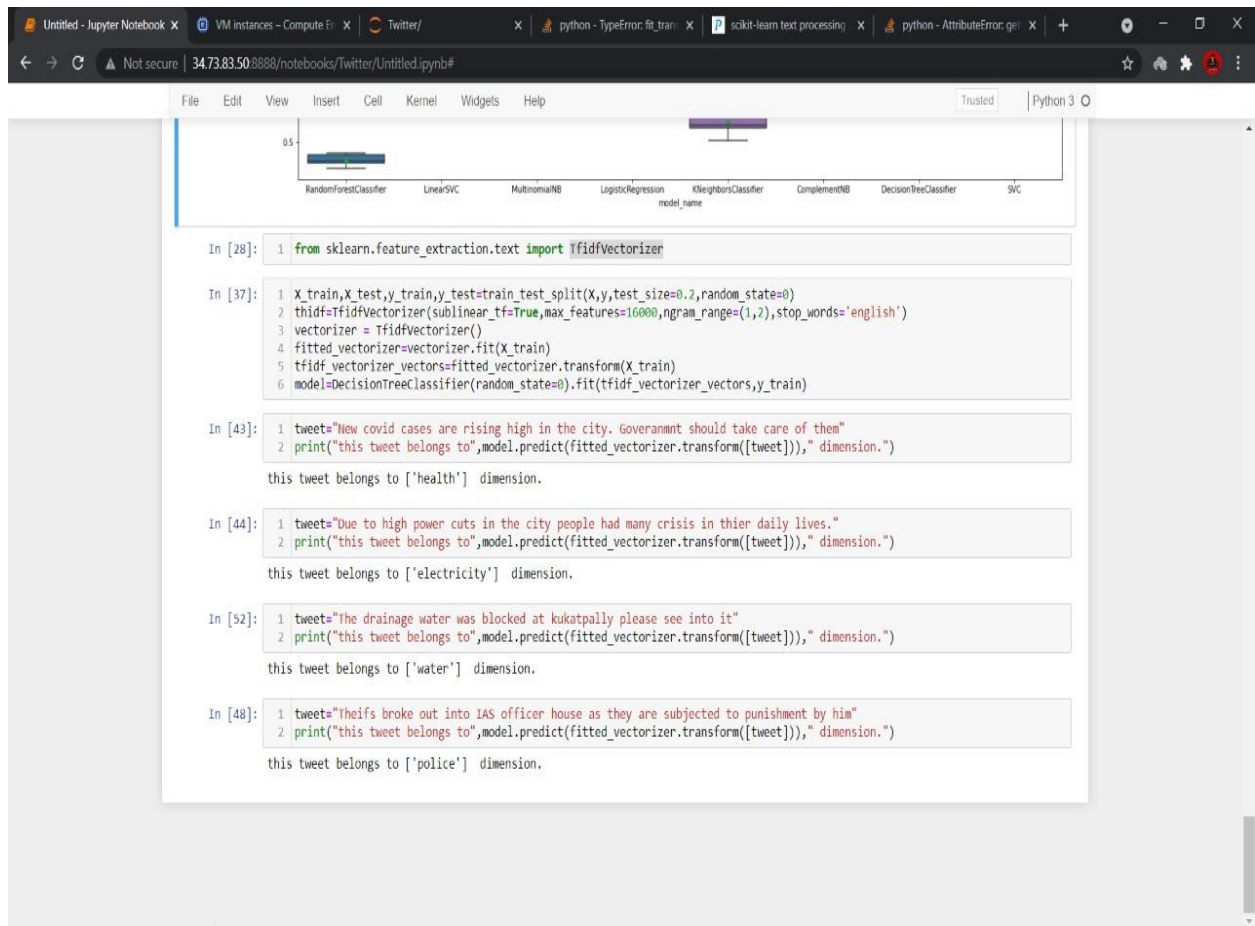 Untitled - Jupyter Notebook
VM instances – Compute En
Twitter/
python - TypeError: fit_tran
scikit-learn text processing
python - AttributeError: get
Not secure | 34.73.83.50:8888/notebooks/Twitter/Untitled.ipynb#
File Edit View Insert Cell Kernel Widgets Help Trusted Python 3
0.5
RandomForestClassifier LinearSVC MultinomialNB LogisticRegression KNeighborsClassifier ComplementNB DecisionTreeClassifier SVC
model_name
In [28]: 1 from sklearn.feature_extraction.text import TfidfVectorizer
In [37]: 1 X_train,X_test,y_train,y_test=train_test_split(X,y,test_size=0.2,random_state=0)
2 thidf=TfidfVectorizer(sublinear_tf=True,max_features=16000,ngram_range=(1,2),stop_words='english')
3 vectorizer = TfidfVectorizer()
4 fitted_vectorizer=vectorizer.fit(X_train)
5 tfidf_vectorizer_vectors=fitted_vectorizer.transform(X_train)
6 model=DecisionTreeClassifier(random_state=0).fit(tfidf_vectorizer_vectors,y_train)
In [43]: 1 tweet="New covid cases are rising high in the city. Goveranmnt should take care of them"
2 print("this tweet belongs to",model.predict(fitted_vectorizer.transform([tweet]))," dimension.")
this tweet belongs to ['health']  dimension.
In [44]: 1 tweet="Due to high power cuts in the city people had many crisis in thier daily lives."
2 print("this tweet belongs to",model.predict(fitted_vectorizer.transform([tweet]))," dimension.")
this tweet belongs to ['electricity']  dimension.
In [52]: 1 tweet="The drainage water was blocked at kukatpally please see into it"
2 print("this tweet belongs to",model.predict(fitted_vectorizer.transform([tweet]))," dimension.")
this tweet belongs to ['water']  dimension.
In [48]: 1 tweet="Theifs broke out into IAS officer house as they are subjected to punishment by him"
2 print("this tweet belongs to",model.predict(fitted_vectorizer.transform([tweet]))," dimension.")
this tweet belongs to ['police']  dimension.